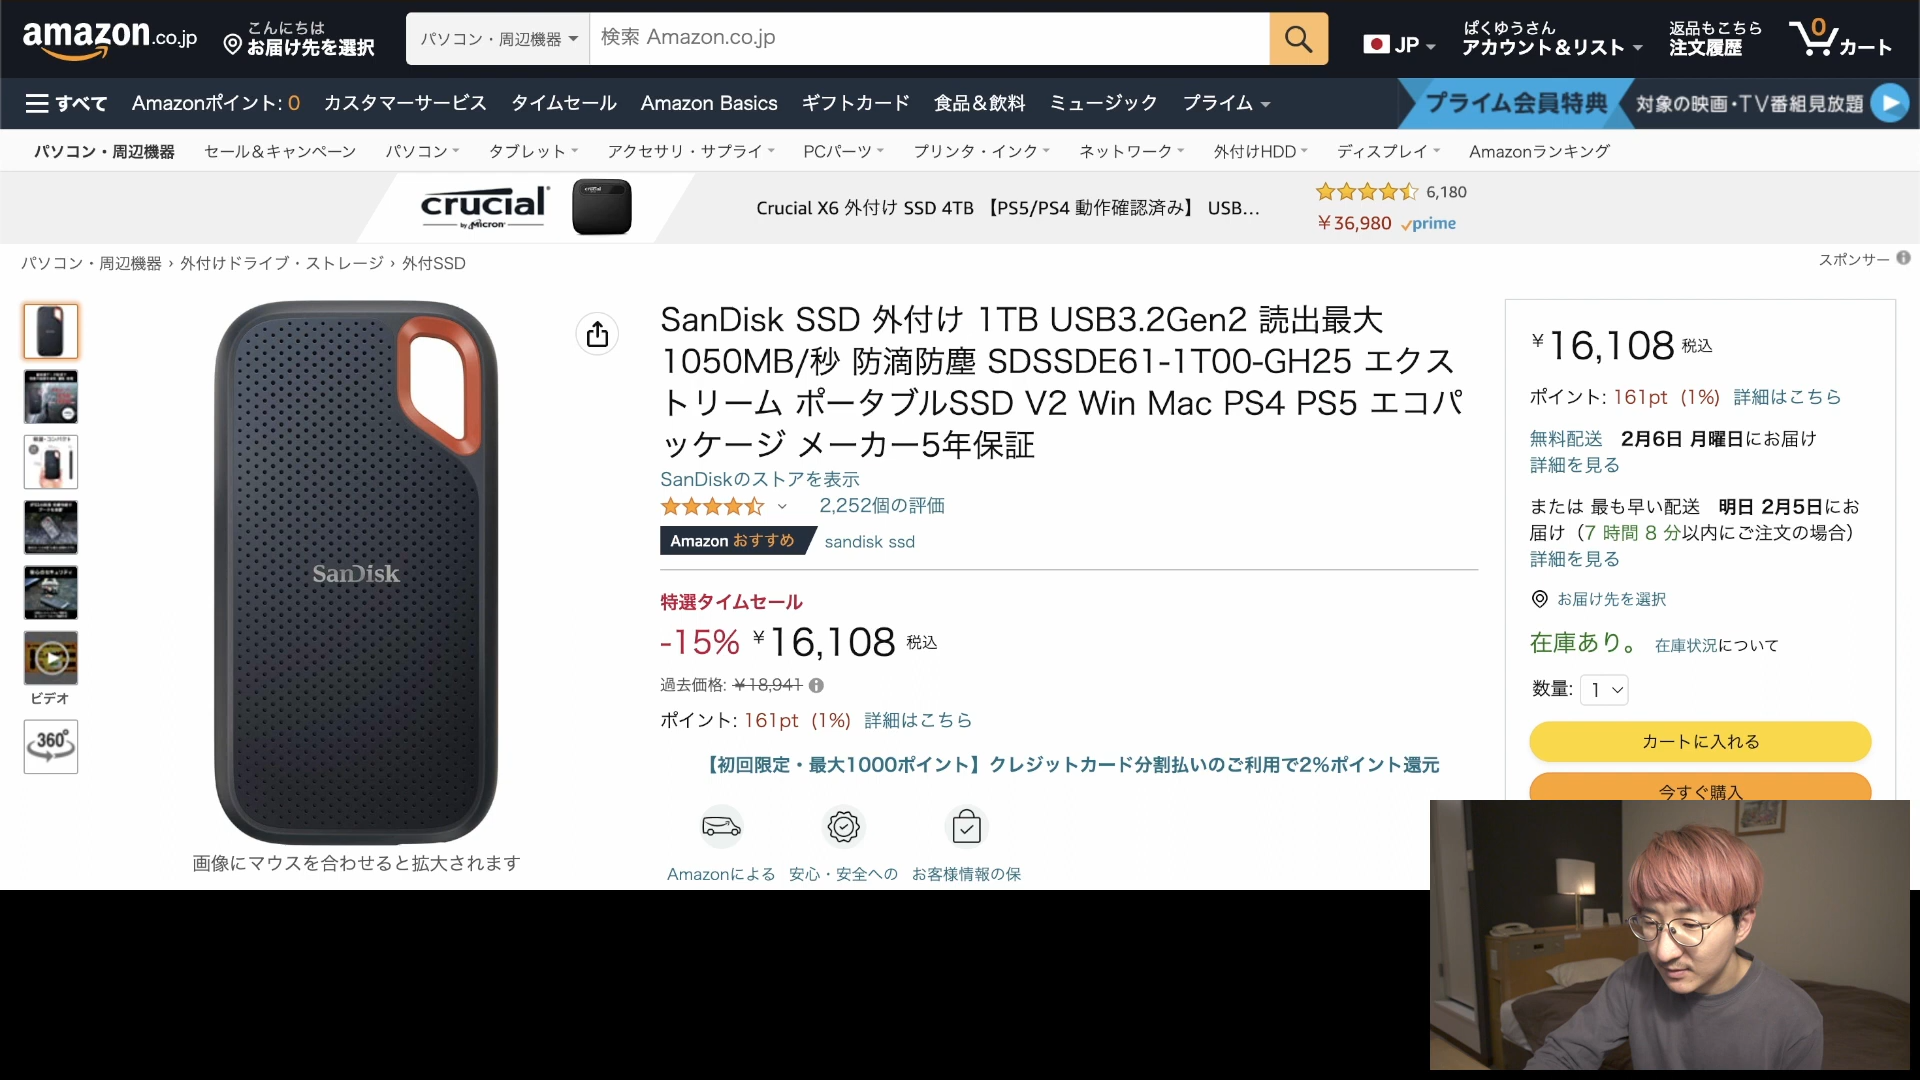 amazon.co.jp
こんにちは
お届け先を選択
パソコン・周辺機器
検索 Amazon.co.jp
JP
ぱくゆうさん
アカウント＆リスト
返品もこちら
注文履歴
0
カート
すべて
Amazonポイント: 0
カスタマーサービス
タイムセール
Amazon Basics
ギフトカード
食品＆飲料
ミュージック
プライム
プライム会員特典
対象の映画・TV番組見放題
パソコン・周辺機器
セール＆キャンペーン
パソコン
タブレット
アクセサリ・サプライ
PCパーツ
プリンタ・インク
ネットワーク
外付けHDD
ディスプレイ
Amazonランキング
crucial
by Micron
Crucial X6 外付け SSD 4TB 【PS5/PS4 動作確認済み】 USB…
6,180
￥36,980 prime
パソコン・周辺機器 › 外付けドライブ・ストレージ › 外付SSD
スポンサー
SanDisk
画像にマウスを合わせると拡大されます
ビデオ
360°
SanDisk SSD 外付け 1TB USB3.2Gen2 読出最大
1050MB/秒 防滴防塵 SDSSDE61-1T00-GH25 エクス
トリーム ポータブルSSD V2 Win Mac PS4 PS5 エコパ
ッケージ メーカー5年保証
SanDiskのストアを表示
2,252個の評価
Amazon おすすめ
sandisk ssd
特選タイムセール
-15% ￥16,108 税込
過去価格: ￥18,941
ポイント: 161pt (1%) 詳細はこちら
【初回限定・最大1000ポイント】クレジットカード分割払いのご利用で2%ポイント還元
Amazonによる
安心・安全への
お客様情報の保
￥16,108 税込
ポイント: 161pt (1%) 詳細はこちら
無料配送 2月6日 月曜日にお届け
詳細を見る
または 最も早い配送 明日 2月5日にお
届け（7 時間 8 分以内にご注文の場合）
詳細を見る
お届け先を選択
在庫あり。 在庫状況について
数量: 1
カートに入れる
今すぐ購入